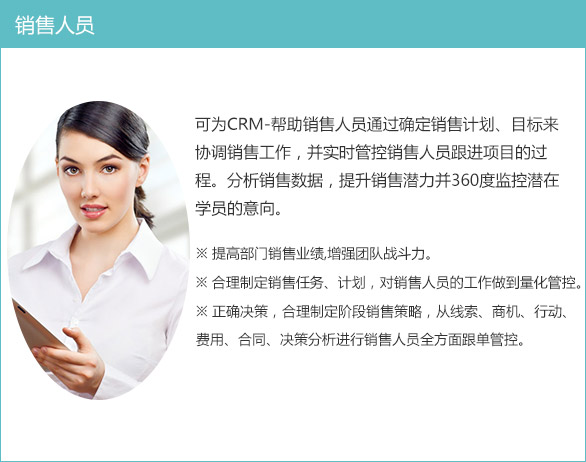 销售人员
可为CRM-帮助销售人员通过确定销售计划、目标来
协调销售工作，并实时管控销售人员跟进项目的过
程。分析销售数据，提升销售潜力并360度监控潜在
学员的意向。
※ 提高部门销售业绩,增强团队战斗力。
※ 合理制定销售任务、计划，对销售人员的工作做到量化管控。
※ 正确决策，合理制定阶段销售策略，从线索、商机、行动、
费用、合同、决策分析进行销售人员全方面跟单管控。